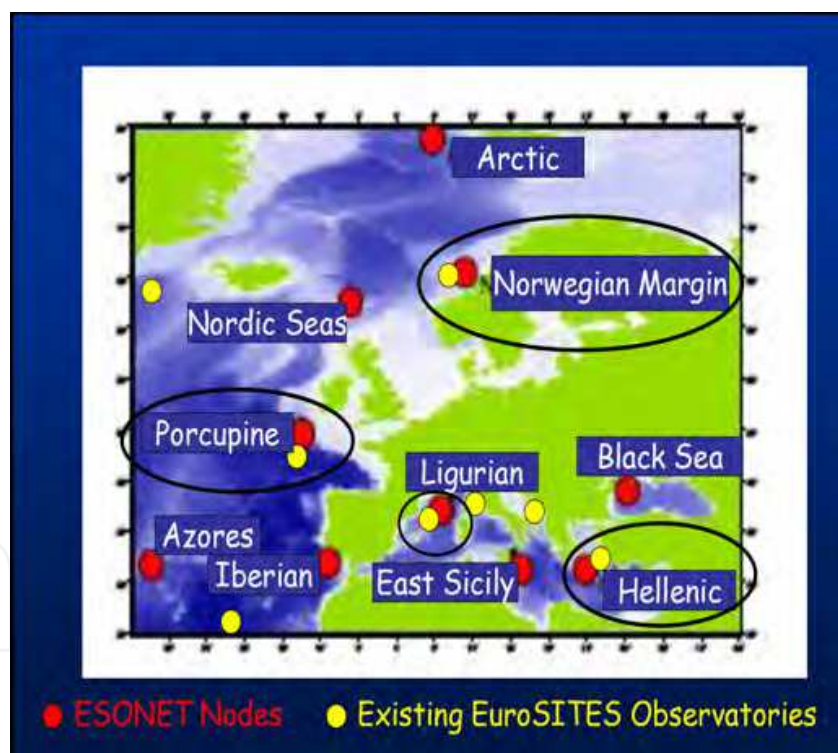 Arctic
Norwegian Margin
Nordic Seas
Porcupine
Ligurian
Black Sea
Azores
Iberian
East Sicily
Hellenic
ESONET Nodes
Existing EuroSITES Observatories